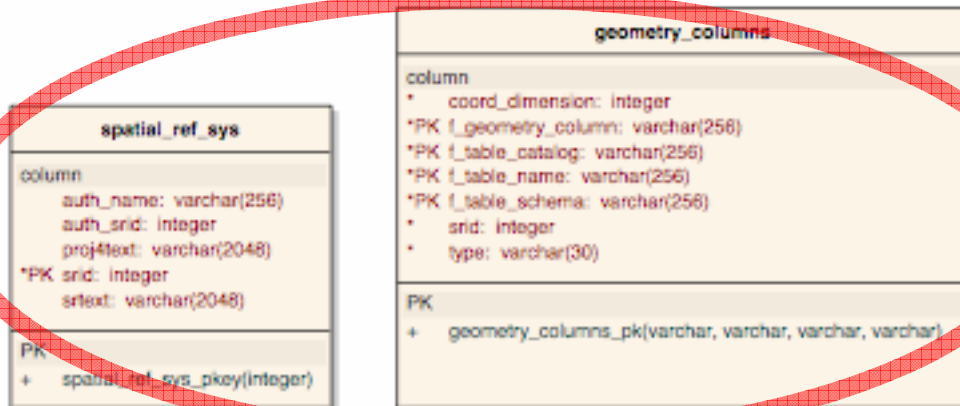 spatial_ref_sys
column
auth_name: varchar(256)
auth_srid: integer
proj4text: varchar(2048)
*PK srid: integer
srtext: varchar(2048)
PK
+ spatial_ref_sys_pkey(integer)
geometry_columns
column
* coord_dimension: integer
*PK f_geometry_column: varchar(256)
*PK f_table_catalog: varchar(256)
*PK f_table_name: varchar(256)
*PK f_table_schema: varchar(256)
* srid: integer
* type: varchar(30)
PK
+ geometry_columns_pk(varchar, varchar, varchar, varchar)